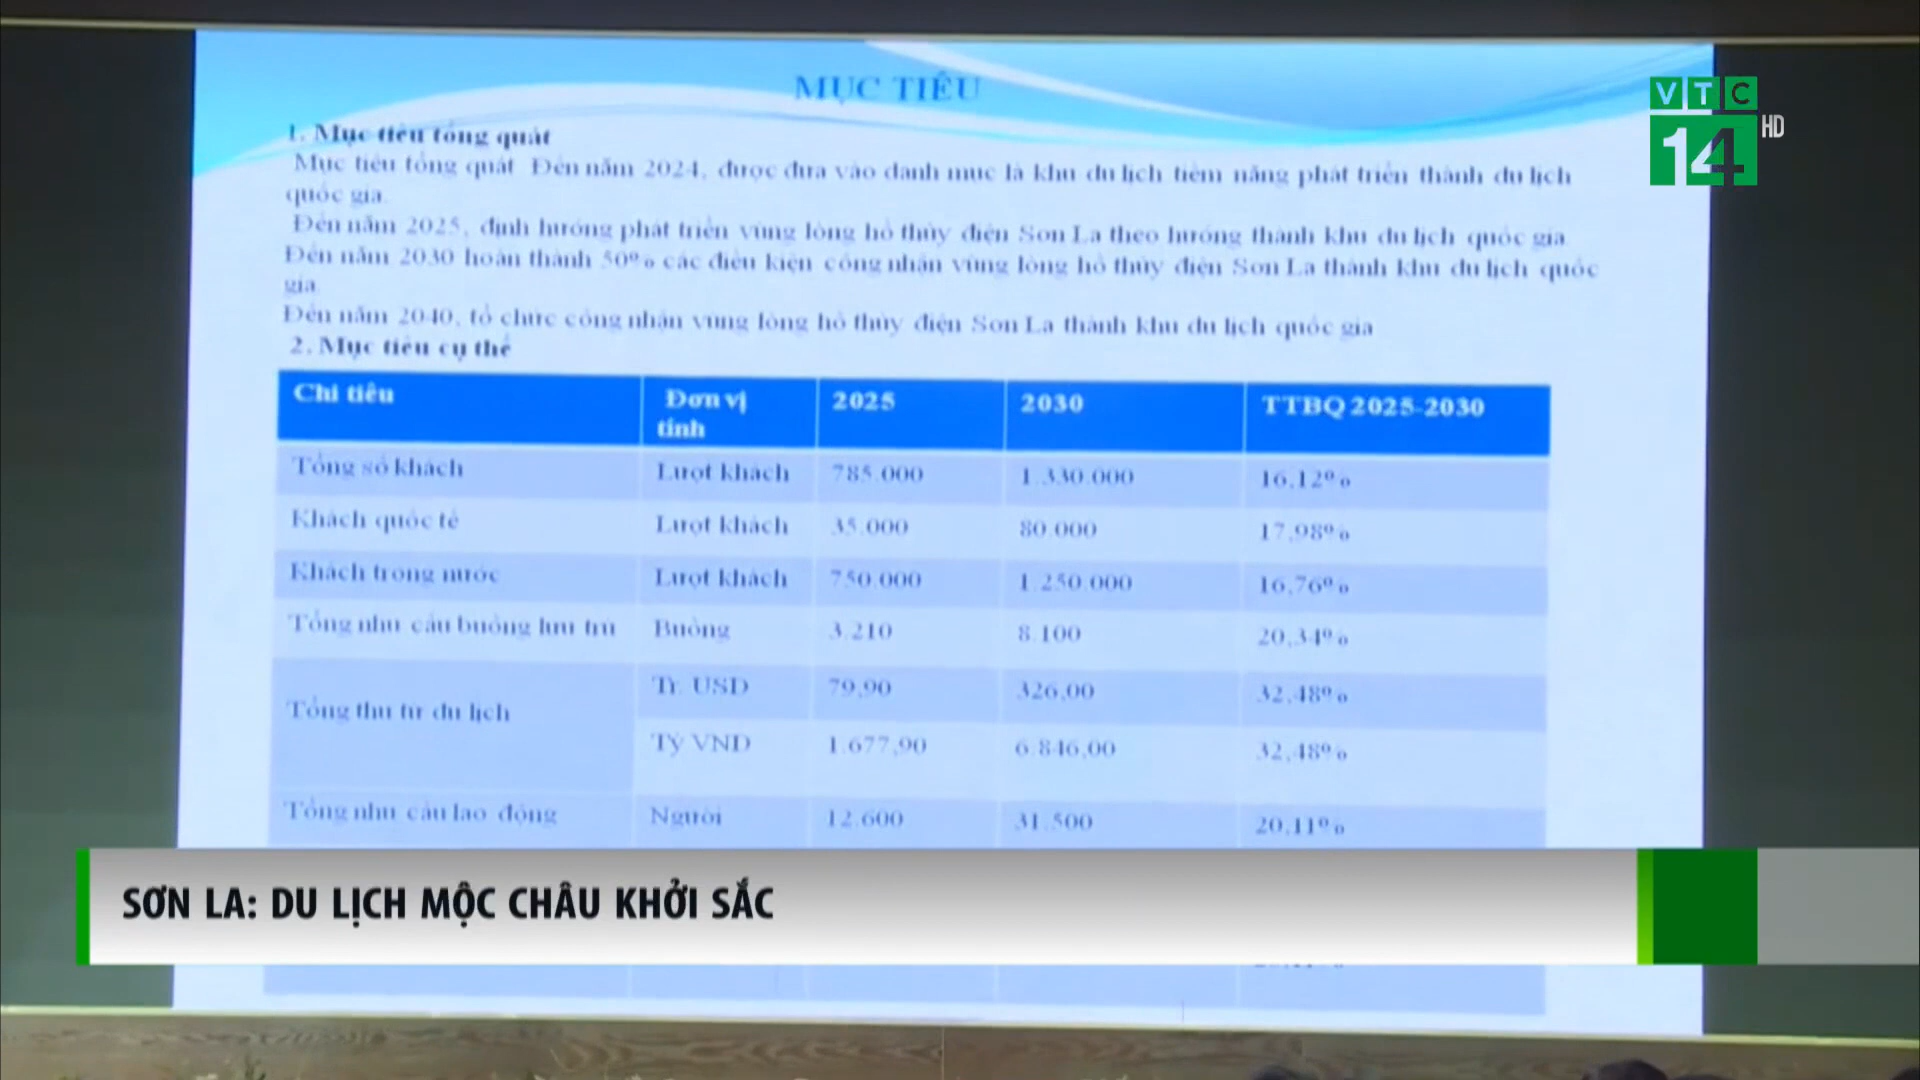 MỤC TIÊU
VTC
14 HD
1. Mục tiêu tổng quát
Mục tiêu tổng quát Đến năm 2024, được đưa vào danh mục là khu du lịch tiềm năng phát triển thành du lịch
quốc gia.
Đến năm 2025, định hướng phát triển vùng lòng hồ thủy điện Sơn La theo hướng thành khu du lịch quốc gia
Đến năm 2030 hoàn thành 50% các điều kiện công nhận vùng lòng hồ thủy điện Sơn La thành khu du lịch quốc
gia
Đến năm 2040, tổ chức công nhận vùng lòng hồ thủy điện Sơn La thành khu du lịch quốc gia
2. Mục tiêu cụ thể
Chỉ tiêu Đơn vị tính 2025 2030 TTBQ 2025-2030
Tổng số khách Lượt khách 785.000 1.330.000 16,12%
Khách quốc tế Lượt khách 35.000 80.000 17,98%
Khách trong nước Lượt khách 750.000 1.250.000 16,76%
Tổng nhu cầu buồng lưu trú Buồng 3.210 8.100 20,34%
Tổng thu từ du lịch Tr. USD 79,90 326,00 32,48%
Tỷ VND 1.677,90 6.846,00 32,48%
Tổng nhu cầu lao động Người 12.600 31.500 20,11%
SƠN LA: DU LỊCH MỘC CHÂU KHỞI SẮC